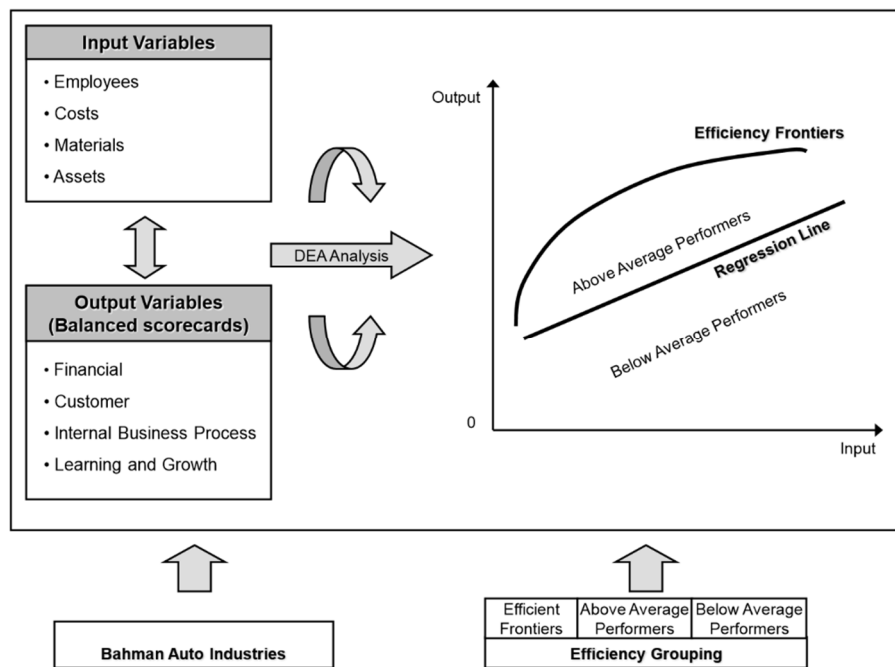 Input Variables
• Employees
• Costs
• Materials
• Assets
Output Variables
(Balanced scorecards)
• Financial
• Customer
• Internal Business Process
• Learning and Growth
DEA Analysis
Output
Efficiency Frontiers
Above Average Performers
Regression Line
Below Average Performers
0
Input
Bahman Auto Industries
Efficient
Frontiers
Above Average
Performers
Below Average
Performers
Efficiency Grouping